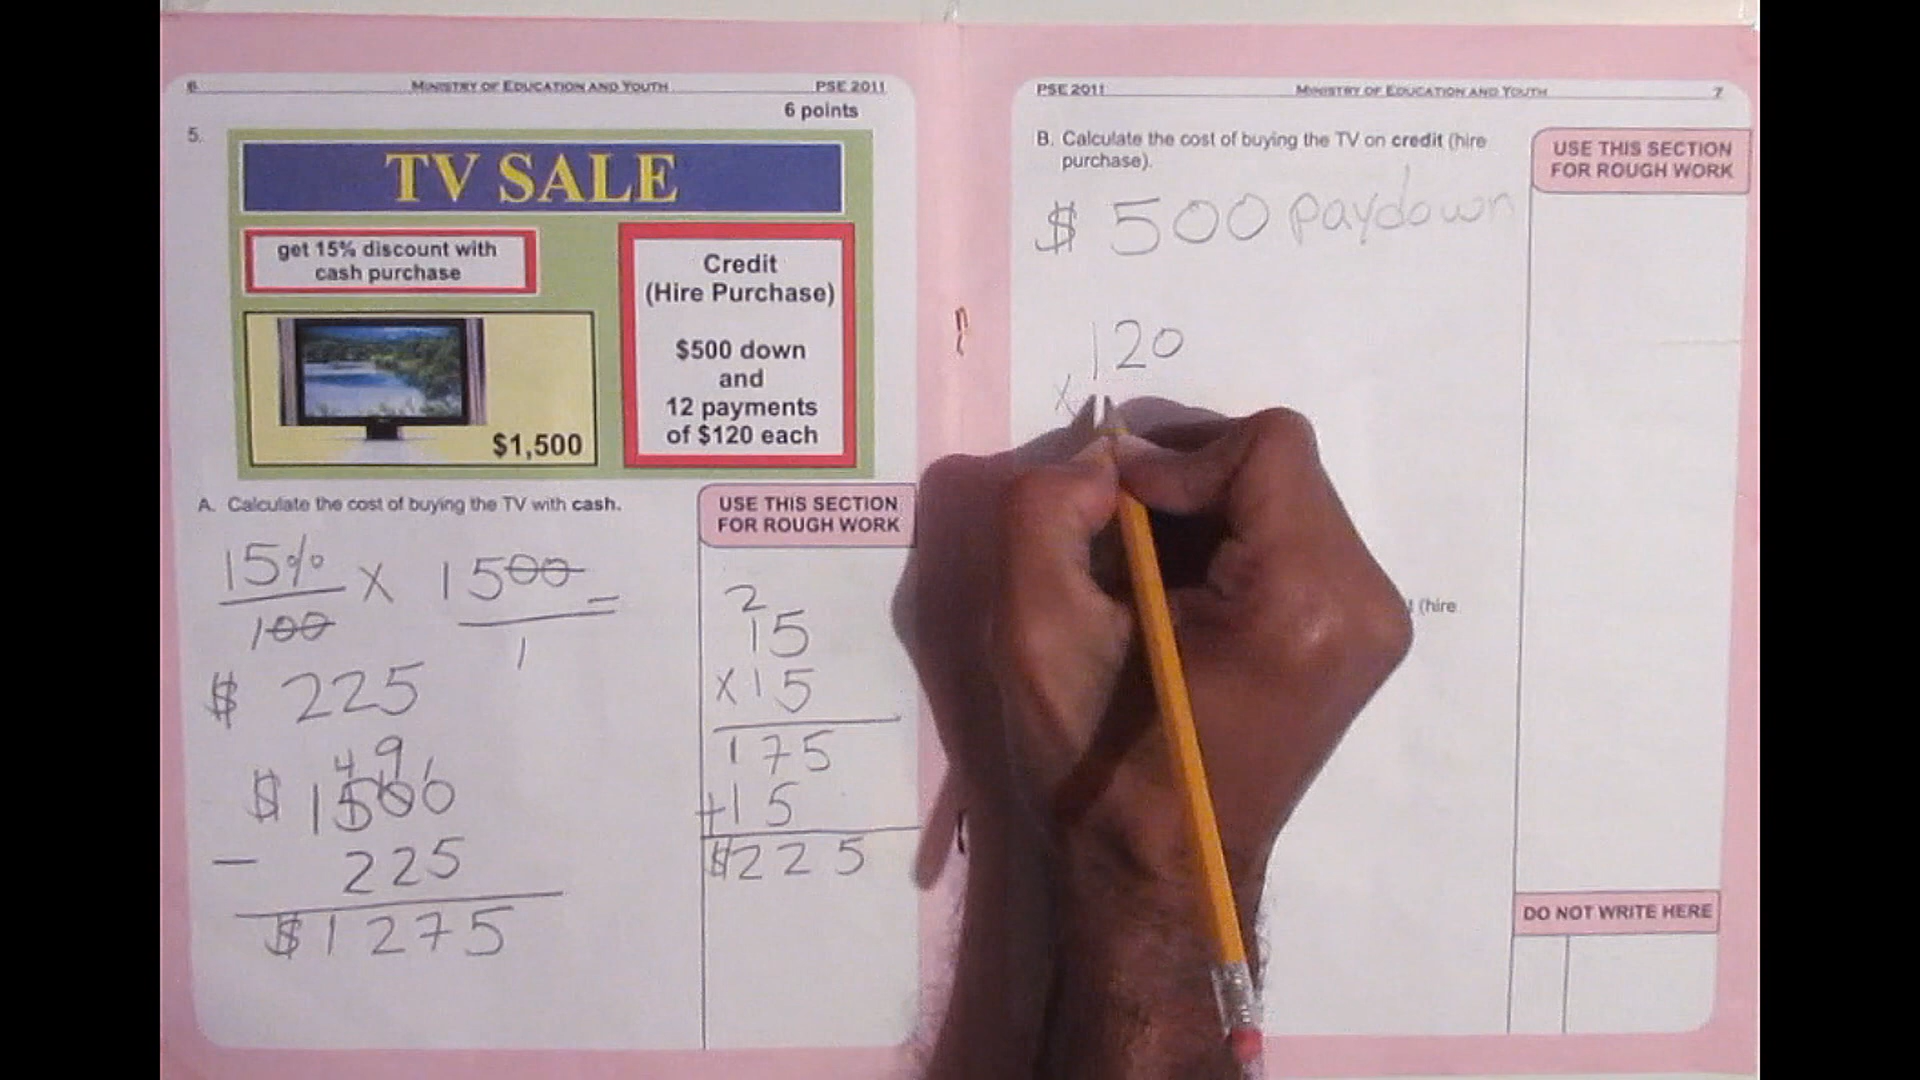 6 MINISTRY OF EDUCATION AND YOUTH PSE 2011
6 points
5.
TV SALE
get 15% discount with
cash purchase
$1,500
Credit
(Hire Purchase)
$500 down
and
12 payments
of $120 each
A. Calculate the cost of buying the TV with cash.
15% x 1500 =
100 1
$ 225
4 9 1
$ 1500
- 225
$1275
USE THIS SECTION
FOR ROUGH WORK
2
15
x15
175
+15
$225
PSE 2011 MINISTRY OF EDUCATION AND YOUTH 7
B. Calculate the cost of buying the TV on credit (hire
purchase).
$ 500 paydown
120
x
(hire
USE THIS SECTION
FOR ROUGH WORK
DO NOT WRITE HERE